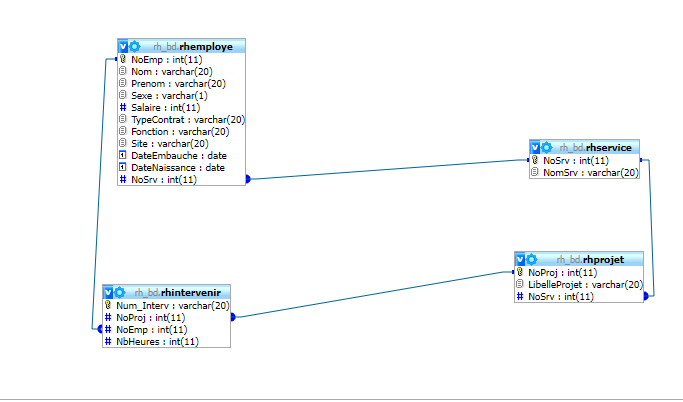 rh_bd.rhemploye
NoEmp : int(11)
Nom : varchar(20)
Prenom : varchar(20)
Sexe : varchar(1)
# Salaire : int(11)
TypeContrat : varchar(20)
Fonction : varchar(20)
Site : varchar(20)
DateEmbauche : date
DateNaissance : date
# NoSrv : int(11)
rh_bd.rhservice
NoSrv : int(11)
NomSrv : varchar(20)
rh_bd.rhprojet
NoProj : int(11)
LibelleProjet : varchar(20)
# NoSrv : int(11)
rh_bd.rhintervenir
Num_Interv : varchar(20)
# NoProj : int(11)
# NoEmp : int(11)
# NbHeures : int(11)